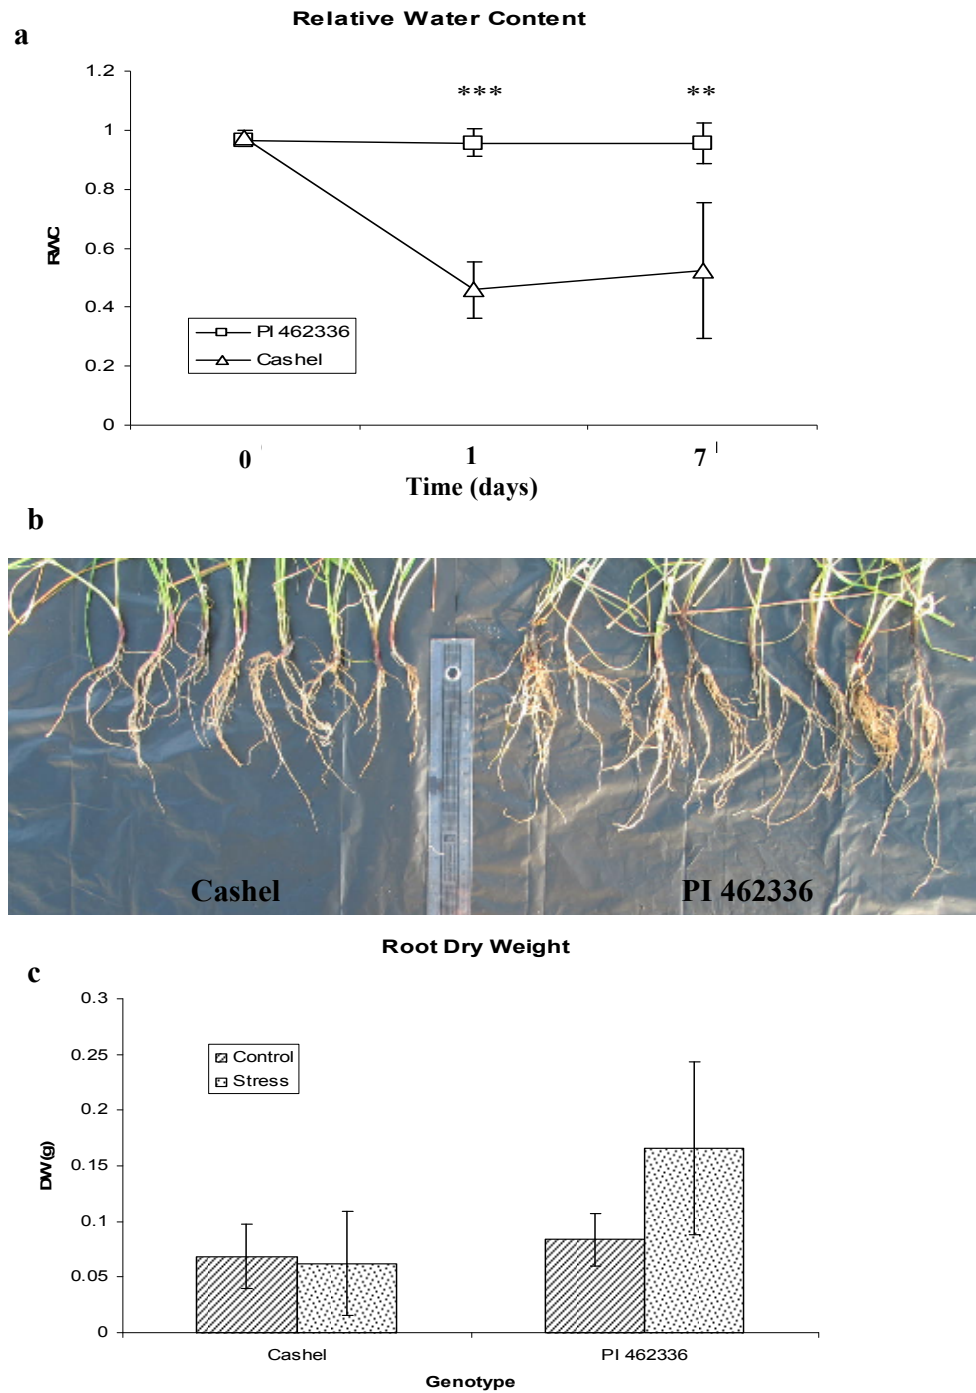 Relative Water Content
a
1.2
1
0.8
0.6
0.4
0.2
0
RWC
***
**
PI 462336
Cashel
0 1 7
Time (days)
b
Cashel PI 462336
Root Dry Weight
c
0.3
0.25
0.2
0.15
0.1
0.05
0
DW(g)
Control
Stress
Cashel PI 462336
Genotype